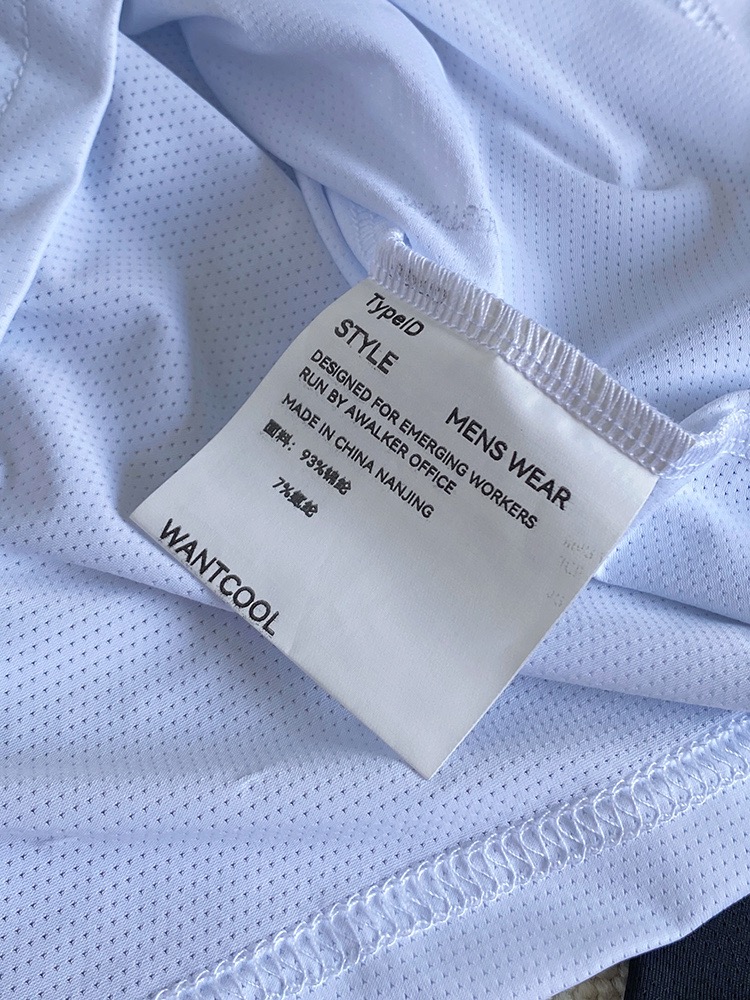 TypeID
STYLE
MENS WEAR
DESIGNED FOR EMERGING WORKERS
RUN BY AWALKER OFFICE
MADE IN CHINA NANJING
面料: 93%锦纶
7%氨纶
WANTCOOL